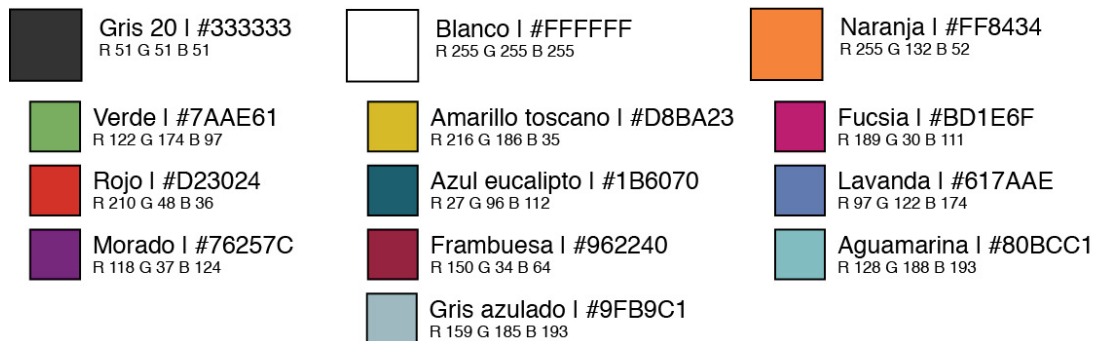 Gris 20 | #333333
R 51 G 51 B 51
Blanco | #FFFFFF
R 255 G 255 B 255
Naranja | #FF8434
R 255 G 132 B 52
Verde | #7AAE61
R 122 G 174 B 97
Amarillo toscano | #D8BA23
R 216 G 186 B 35
Fucsia | #BD1E6F
R 189 G 30 B 111
Rojo | #D23024
R 210 G 48 B 36
Azul eucalipto | #1B6070
R 27 G 96 B 112
Lavanda | #617AAE
R 97 G 122 B 174
Morado | #76257C
R 118 G 37 B 124
Frambuesa | #962240
R 150 G 34 B 64
Aguamarina | #80BCC1
R 128 G 188 B 193
Gris azulado | #9FB9C1
R 159 G 185 B 193